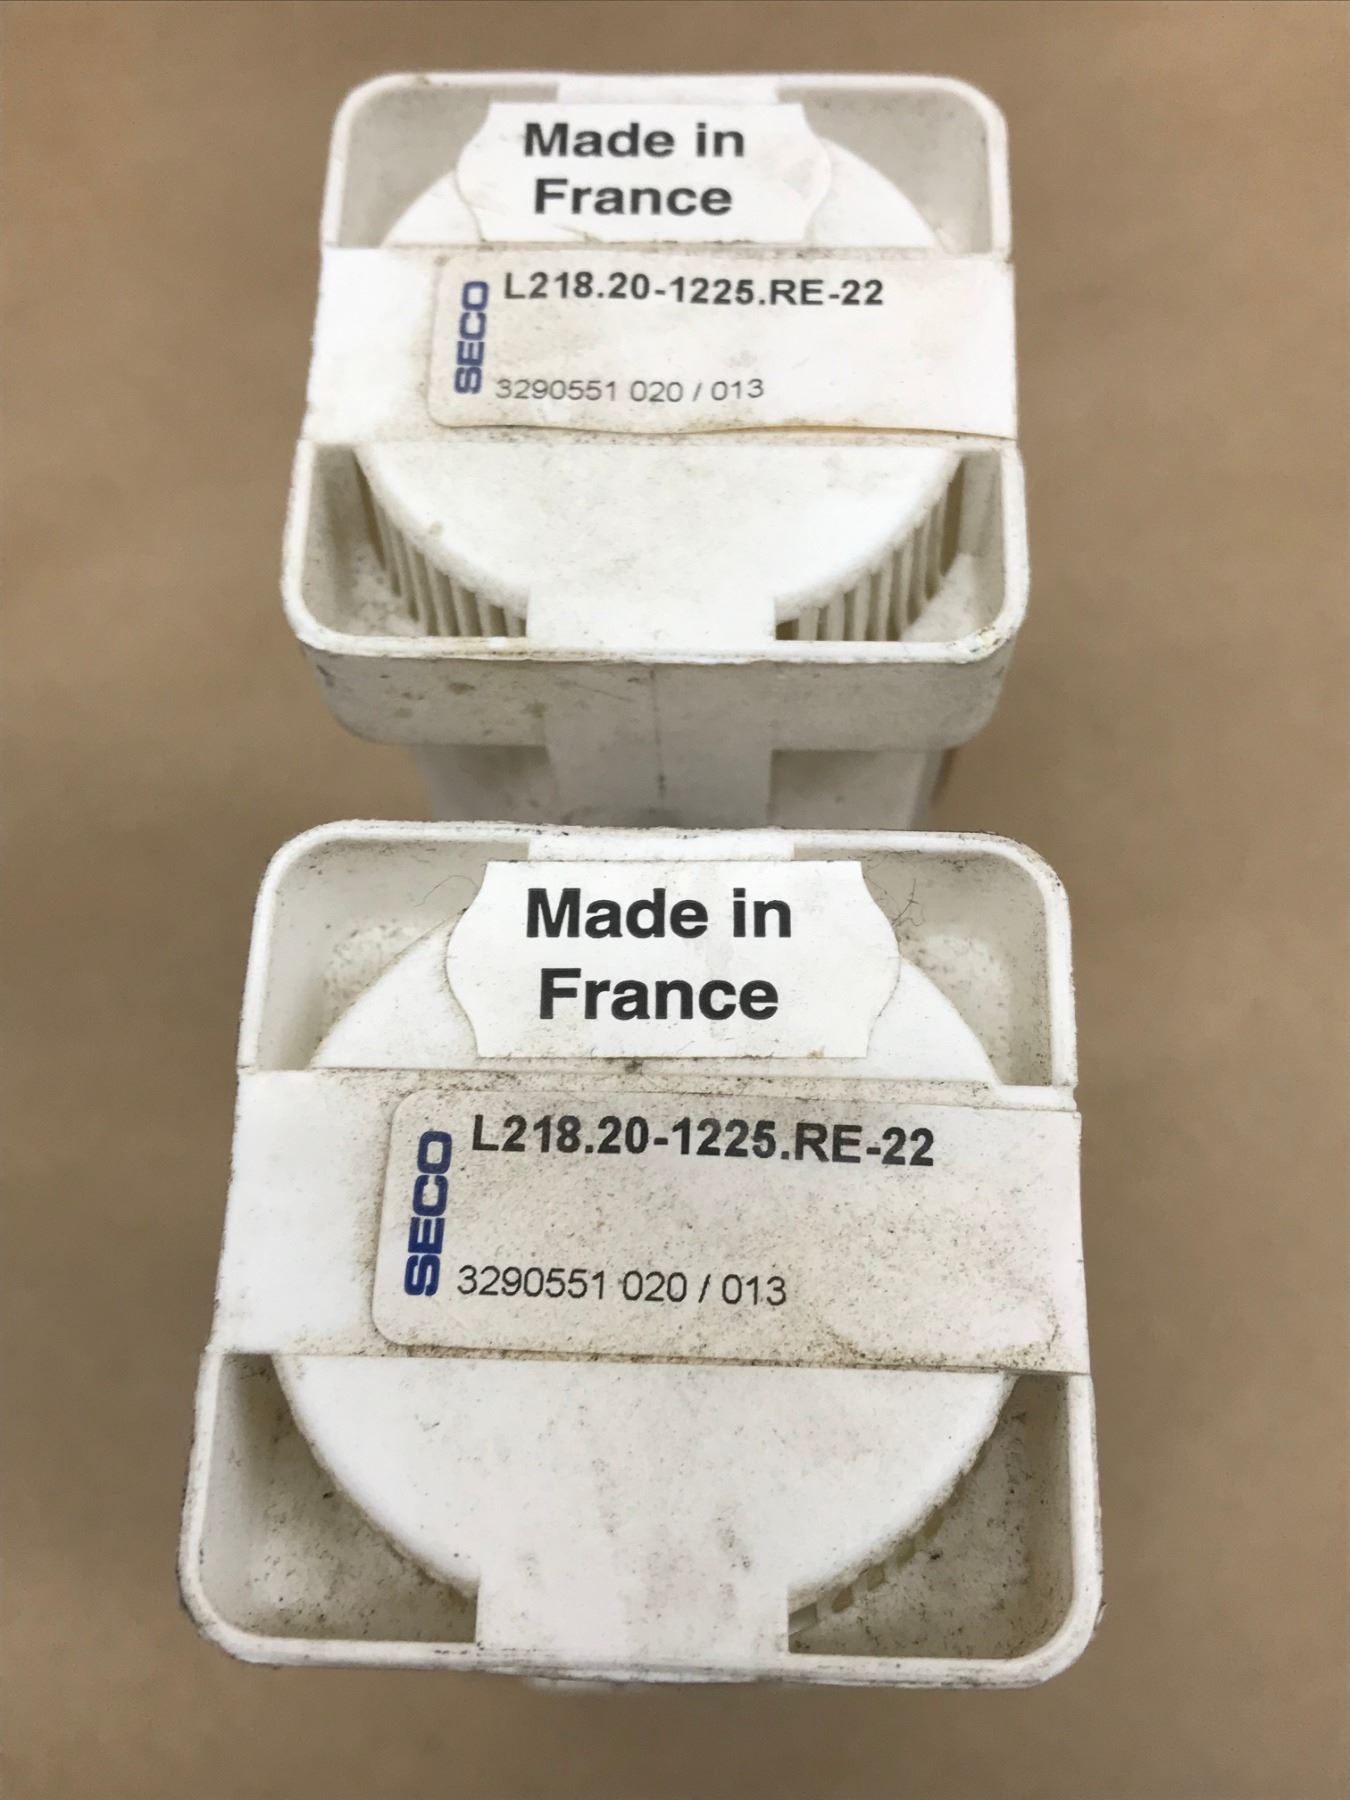 Made in
France
SECO
L218.20-1225.RE-22
3290551 020 / 013
Made in
France
SECO
L218.20-1225.RE-22
3290551 020 / 013